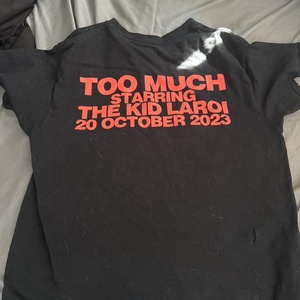 TOO MUCH
STARRING
THE KID LAROI
20 OCTOBER 2023